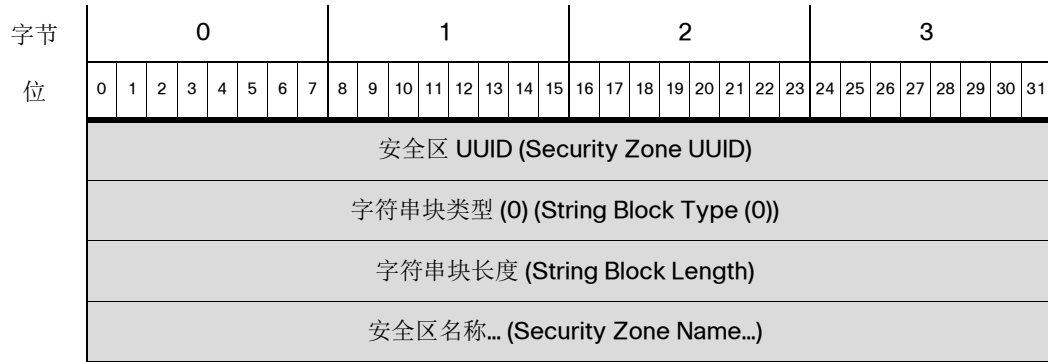 字节 0 1 2 3
位 0 1 2 3 4 5 6 7 8 9 10 11 12 13 14 15 16 17 18 19 20 21 22 23 24 25 26 27 28 29 30 31
安全区 UUID (Security Zone UUID)
字符串块类型 (0) (String Block Type (0))
字符串块长度 (String Block Length)
安全区名称... (Security Zone Name...)